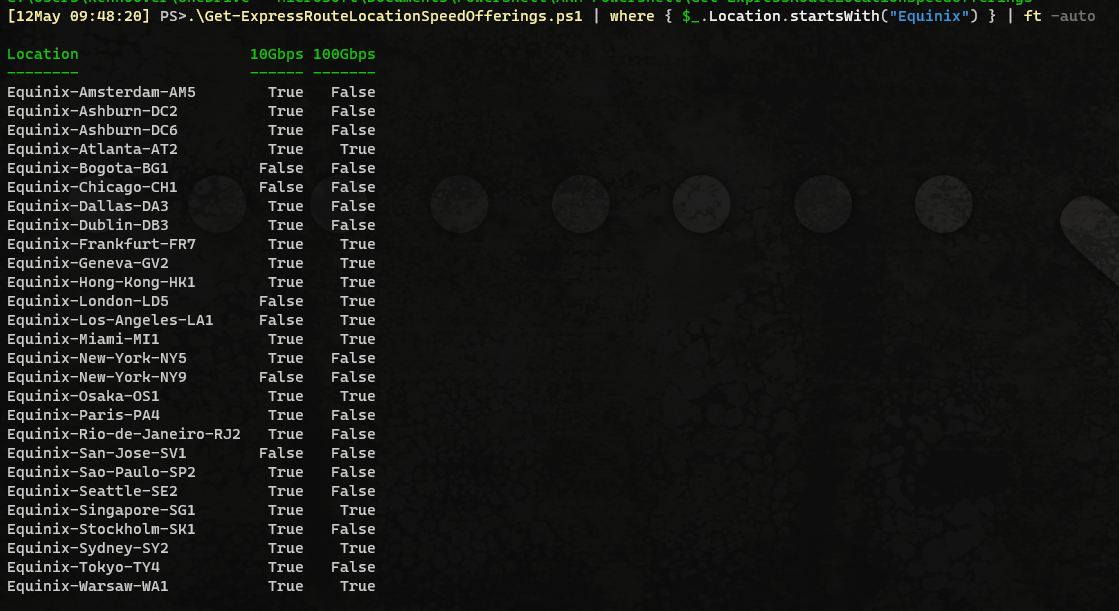 [12May 09:48:20] PS>.\Get-ExpressRouteLocationSpeedOfferings.ps1 | where { $_.Location.startsWith("Equinix") } | ft -auto
Location 10Gbps 100Gbps
-------- ------ -------
Equinix-Amsterdam-AM5 True False
Equinix-Ashburn-DC2 True False
Equinix-Ashburn-DC6 True False
Equinix-Atlanta-AT2 True True
Equinix-Bogota-BG1 False False
Equinix-Chicago-CH1 False False
Equinix-Dallas-DA3 True False
Equinix-Dublin-DB3 True False
Equinix-Frankfurt-FR7 True True
Equinix-Geneva-GV2 True True
Equinix-Hong-Kong-HK1 True True
Equinix-London-LD5 False True
Equinix-Los-Angeles-LA1 False True
Equinix-Miami-MI1 True True
Equinix-New-York-NY5 True False
Equinix-New-York-NY9 False False
Equinix-Osaka-OS1 True True
Equinix-Paris-PA4 True False
Equinix-Rio-de-Janeiro-RJ2 True False
Equinix-San-Jose-SV1 False False
Equinix-Sao-Paulo-SP2 True False
Equinix-Seattle-SE2 True False
Equinix-Singapore-SG1 True True
Equinix-Stockholm-SK1 True False
Equinix-Sydney-SY2 True True
Equinix-Tokyo-TY4 True False
Equinix-Warsaw-WA1 True True